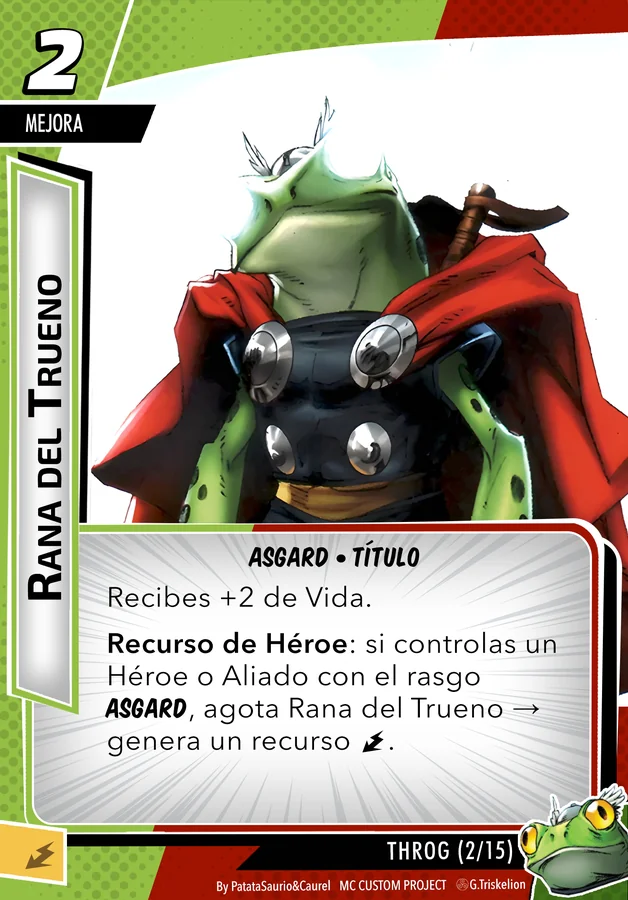 2
MEJORA
RANA DEL TRUENO
ASGARD • TÍTULO
Recibes +2 de Vida.
Recurso de Héroe: si controlas un
Héroe o Aliado con el rasgo
ASGARD, agota Rana del Trueno →
genera un recurso .
THROG (2/15)
By PatataSaurio&Caurel MC CUSTOM PROJECT G.Triskelion